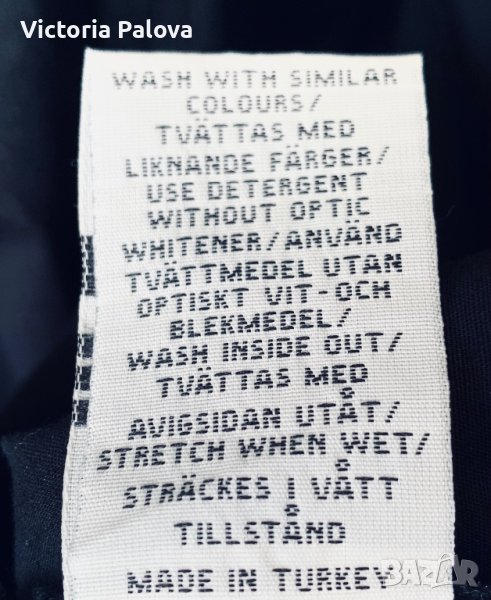 Victoria Palova
WASH WITH SIMILAR
COLOURS/
TVÄTTAS MED
LIKNANDE FÄRGER/
USE DETERGENT
WITHOUT OPTIC
WHITENER/ANVÄND
TVÄTTMEDEL UTAN
OPTISKT VIT-OCH
BLEKMEDEL/
WASH INSIDE OUT/
TVÄTTAS MED
AVIGSIDAN UTÅT/
STRETCH WHEN WET/
STRÄCKES I VÅTT
TILLSTÅND
MADE IN TURKEY
BAZAR
bg